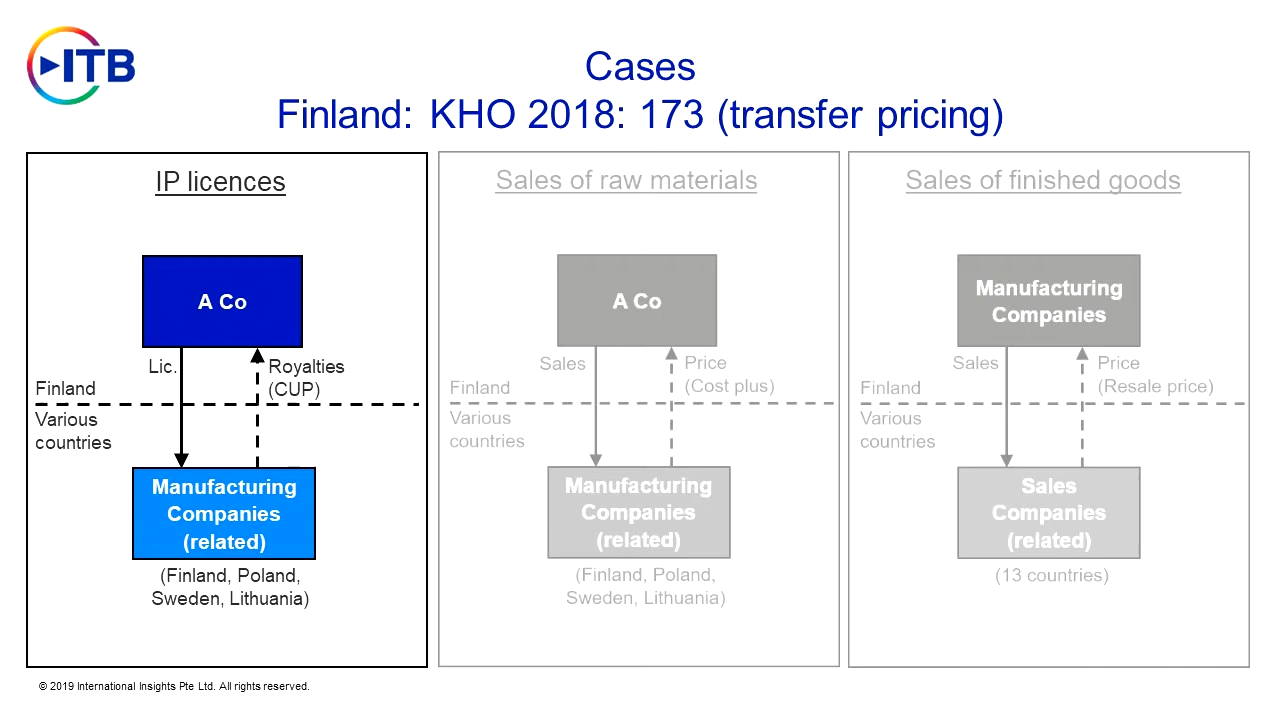 ITB
Cases
Finland: KHO 2018: 173 (transfer pricing)
IP licences
A Co
Lic.
Royalties
(CUP)
Finland
Various
countries
Manufacturing
Companies
(related)
(Finland, Poland,
Sweden, Lithuania)
Sales of raw materials
A Co
Sales
Price
(Cost plus)
Finland
Various
countries
Manufacturing
Companies
(related)
(Finland, Poland,
Sweden, Lithuania)
Sales of finished goods
Manufacturing
Companies
Sales
Price
(Resale price)
Finland
Various
countries
Sales
Companies
(related)
(13 countries)
© 2019 International Insights Pte Ltd. All rights reserved.